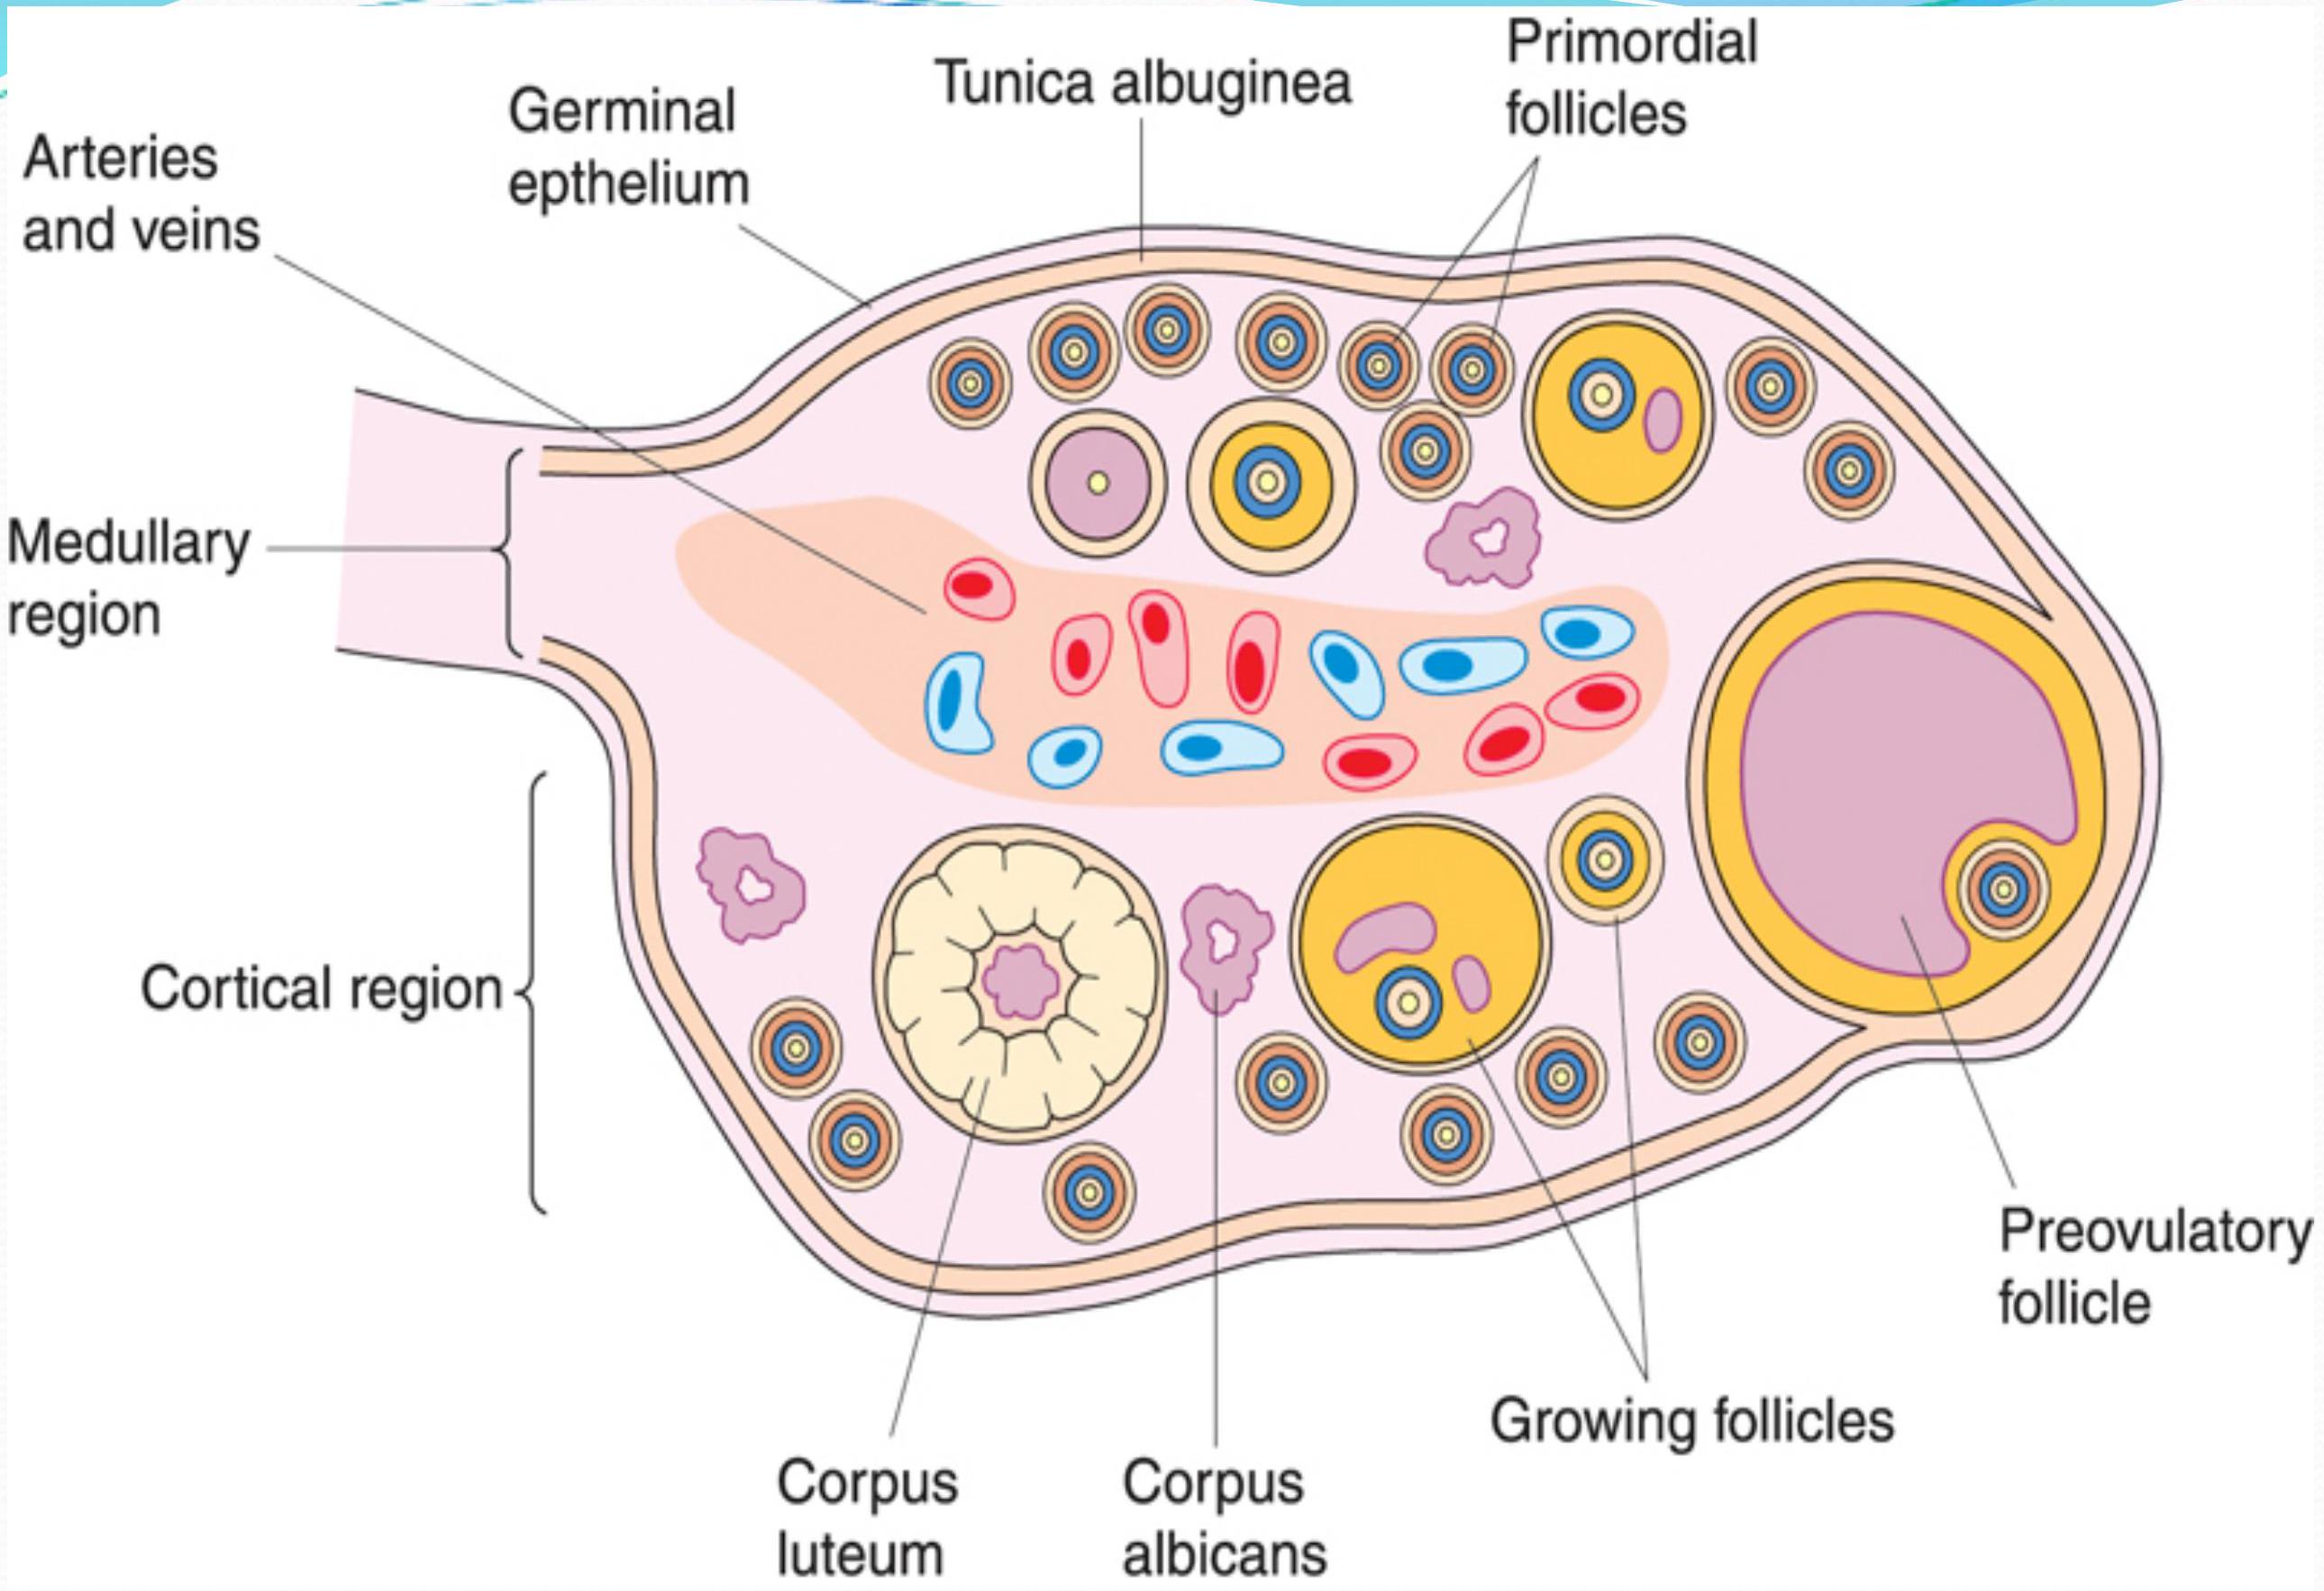 Primordial
follicles
Tunica albuginea
Germinal
epthelium
Arteries
and veins
Medullary
region
Cortical region
Preovulatory
follicle
Growing follicles
Corpus
luteum
Corpus
albicans